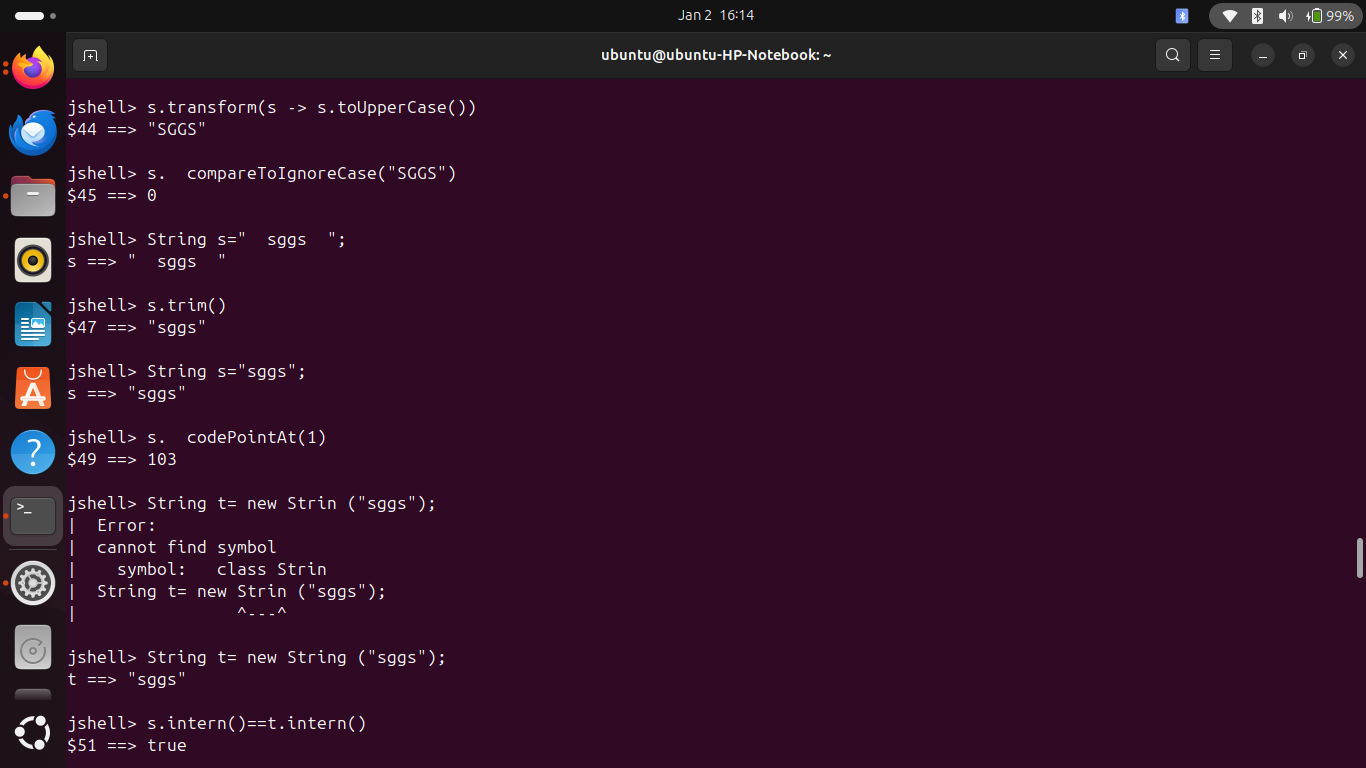 Jan 2 16:14
99%
ubuntu@ubuntu-HP-Notebook: ~
jshell> s.transform(s -> s.toUpperCase())
$44 ==> "SGGS"
jshell> s.  compareToIgnoreCase("SGGS")
$45 ==> 0
jshell> String s="  sggs  ";
s ==> "  sggs  "
jshell> s.trim()
$47 ==> "sggs"
jshell> String s="sggs";
s ==> "sggs"
jshell> s.  codePointAt(1)
$49 ==> 103
jshell> String t= new Strin ("sggs");
|  Error:
|  cannot find symbol
|    symbol:   class Strin
|  String t= new Strin ("sggs");
|                ^---^
jshell> String t= new String ("sggs");
t ==> "sggs"
jshell> s.intern()==t.intern()
$51 ==> true